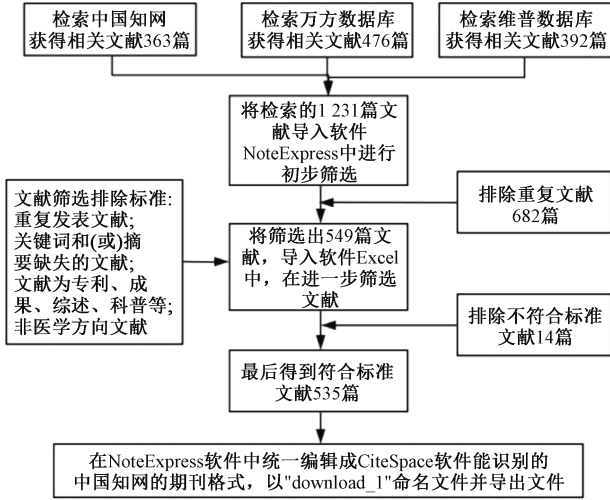 检索中国知网
获得相关文献363篇
检索万方数据库
获得相关文献476篇
检索维普数据库
获得相关文献392篇
将检索的1 231篇文
献导入软件
NoteExpress中进行
初步筛选
排除重复文献
682篇
文献筛选排除标准:
重复发表文献;
关键词和(或)摘
要缺失的文献;
文献为专利、成
果、综述、科普等;
非医学方向文献
将筛选出549篇文
献，导入软件Excel
中，在进一步筛选
文献
排除不符合标准
文献14篇
最后得到符合标准
文献535篇
在NoteExpress软件中统一编辑成CiteSpace软件能识别的
中国知网的期刊格式，以"download_1"命名文件并导出文件